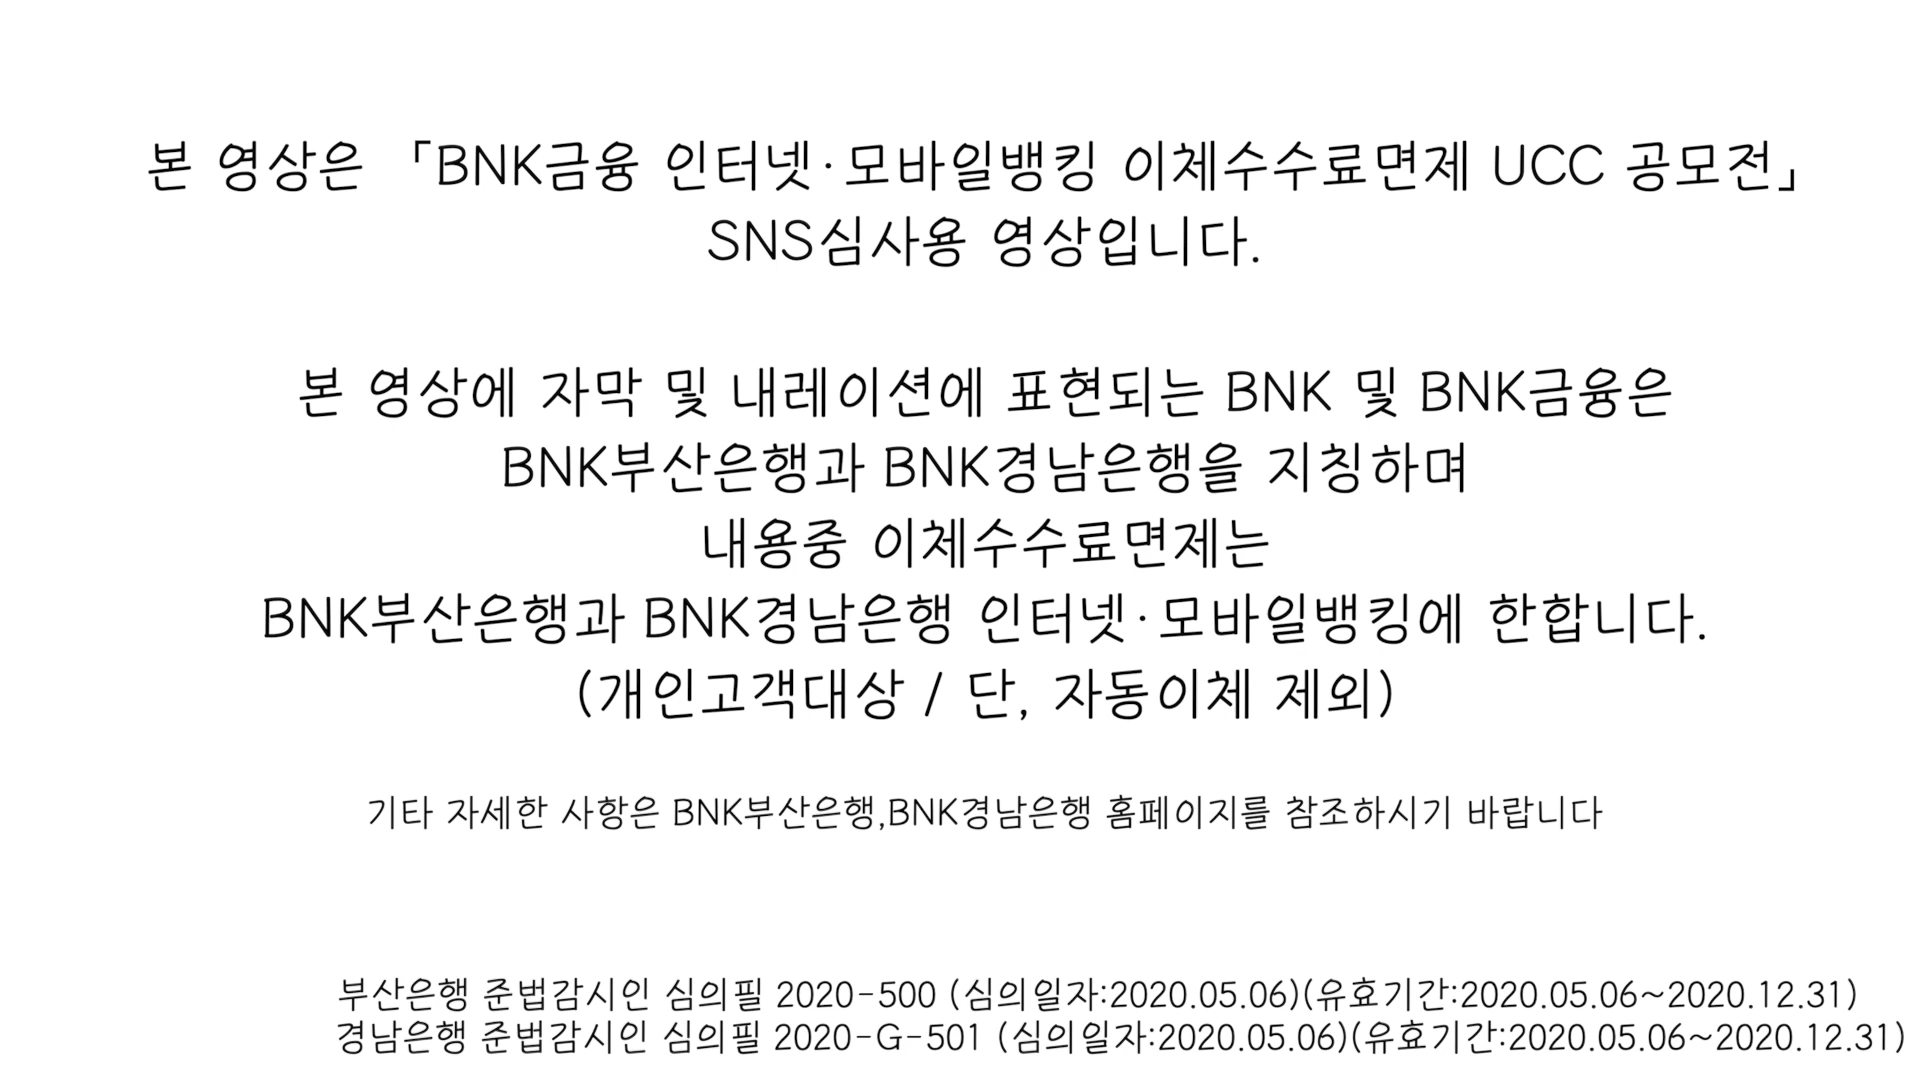 본 영상은 「BNK금융 인터넷·모바일뱅킹 이체수수료면제 UCC 공모전」
SNS심사용 영상입니다.
본 영상에 자막 및 내레이션에 표현되는 BNK 및 BNK금융은
BNK부산은행과 BNK경남은행을 지칭하며
내용중 이체수수료면제는
BNK부산은행과 BNK경남은행 인터넷·모바일뱅킹에 한합니다.
(개인고객대상 / 단, 자동이체 제외)
기타 자세한 사항은 BNK부산은행,BNK경남은행 홈페이지를 참조하시기 바랍니다
부산은행 준법감시인 심의필 2020-500 (심의일자:2020.05.06)(유효기간:2020.05.06~2020.12.31)
경남은행 준법감시인 심의필 2020-G-501 (심의일자:2020.05.06)(유효기간:2020.05.06~2020.12.31)